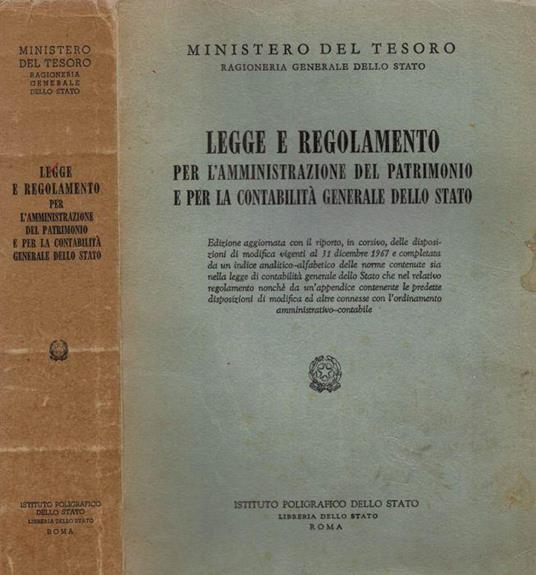 MINISTERO
DEL TESORO
RAGIONERIA
GENERALE
DELLO STATO
LEGGE
E REGOLAMENTO
PER
L'AMMINISTRAZIONE
DEL PATRIMONIO
E PER LA CONTABILITÀ
GENERALE DELLO STATO
ISTITUTO POLIGRAFICO
DELLO STATO
LIBRERIA DELLO STATO
ROMA
MINISTERO DEL TESORO
RAGIONERIA GENERALE DELLO STATO
LEGGE E REGOLAMENTO
PER L'AMMINISTRAZIONE DEL PATRIMONIO
E PER LA CONTABILITÀ GENERALE DELLO STATO
Edizione aggiornata con il riporto, in corsivo, delle disposi-
zioni di modifica vigenti al 31 dicembre 1967 e completata
da un indice analitico-alfabetico delle norme contenute sia
nella legge di contabilità generale dello Stato che nel relativo
regolamento nonchè da un'appendice contenente le predette
disposizioni di modifica ed altre connesse con l'ordinamento
amministrativo-contabile
ISTITUTO POLIGRAFICO DELLO STATO
LIBRERIA DELLO STATO
ROMA